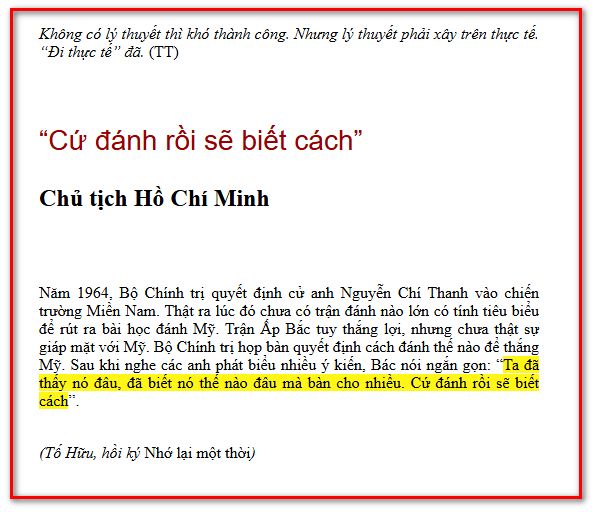 Không có lý thuyết thì khó thành công. Nhưng lý thuyết phải xây trên thực tế.
“Đi thực tế” đã. (TT)
“Cứ đánh rồi sẽ biết cách”
Chủ tịch Hồ Chí Minh
Năm 1964, Bộ Chính trị quyết định cử anh Nguyễn Chí Thanh vào chiến
trường Miền Nam. Thật ra lúc đó chưa có trận đánh nào lớn có tính tiêu biểu
để rút ra bài học đánh Mỹ. Trận Ấp Bắc tuy thắng lợi, nhưng chưa thật sự
giáp mặt với Mỹ. Bộ Chính trị họp bàn quyết định cách đánh thế nào để thắng
Mỹ. Sau khi nghe các anh phát biểu nhiều ý kiến, Bác nói ngắn gọn: “Ta đã
thấy nó đâu, đã biết nó thế nào đâu mà bàn cho nhiều. Cứ đánh rồi sẽ biết
cách”.
(Tố Hữu, hồi ký Nhớ lại một thời)